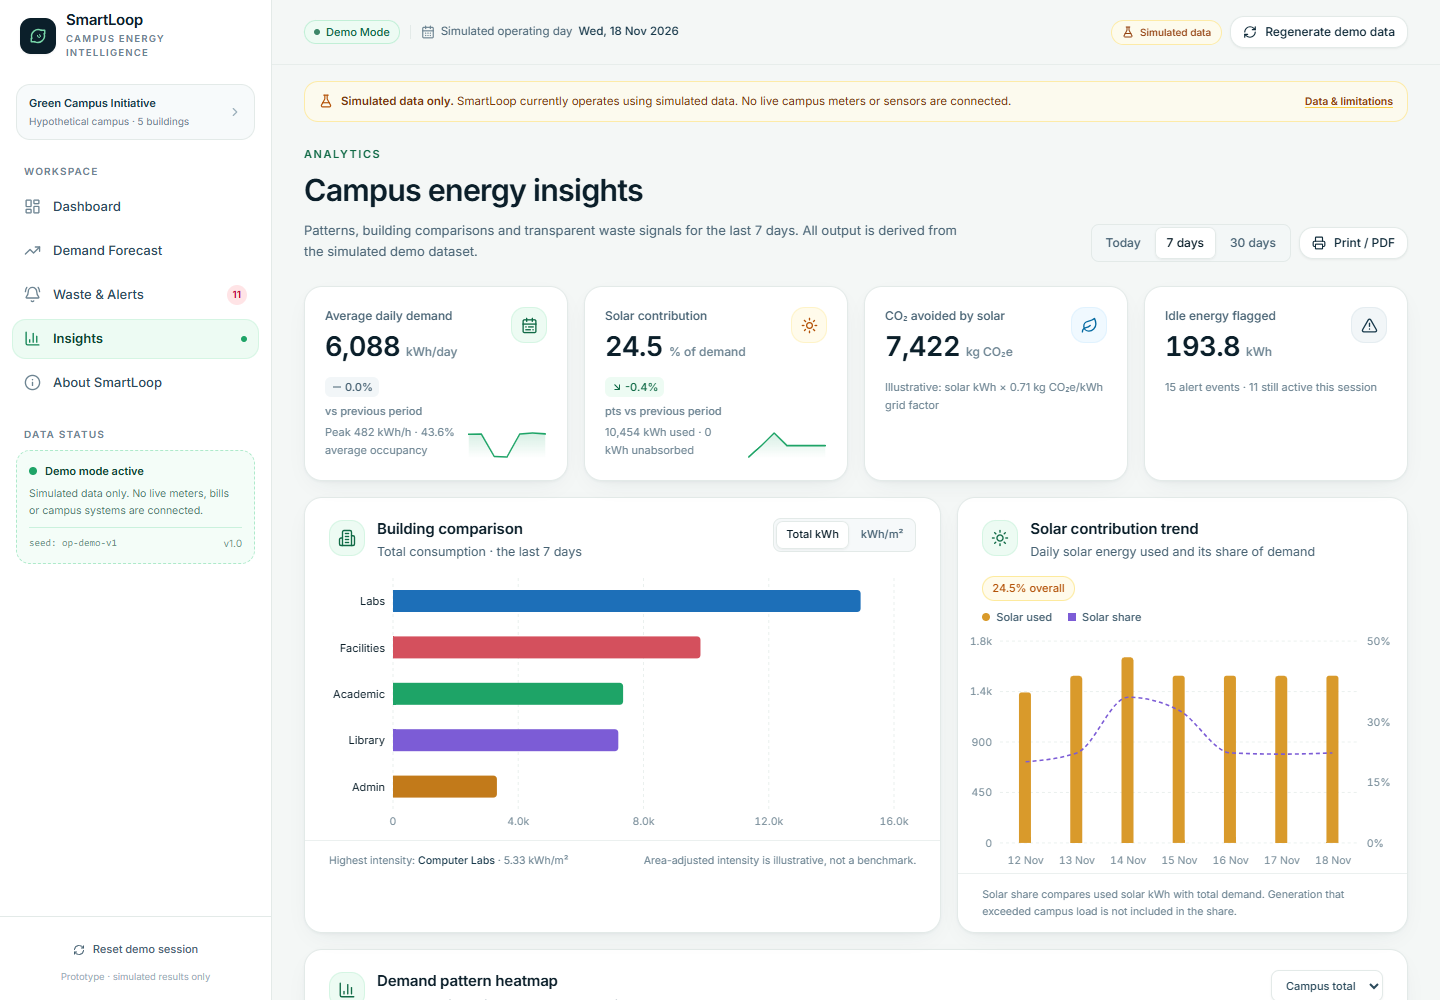 SmartLoop
CAMPUS ENERGY
INTELLIGENCE
Green Campus Initiative
Hypothetical campus · 5 buildings
WORKSPACE
Dashboard
Demand Forecast
Waste & Alerts 11
Insights
About SmartLoop
DATA STATUS
Demo mode active
Simulated data only. No live meters, bills
or campus systems are connected.
seed: op-demo-v1 v1.0
Reset demo session
Prototype · simulated results only
Demo Mode Simulated operating day Wed, 18 Nov 2026 Simulated data Regenerate demo data
Simulated data only. SmartLoop currently operates using simulated data. No live campus meters or sensors are connected. Data & limitations
ANALYTICS
Campus energy insights
Patterns, building comparisons and transparent waste signals for the last 7 days. All output is derived from
the simulated demo dataset.
Today 7 days 30 days Print / PDF
Average daily demand
6,088 kWh/day
— 0.0%
vs previous period
Peak 482 kWh/h · 43.6%
average occupancy
Solar contribution
24.5 % of demand
↘ -0.4%
pts vs previous period
10,454 kWh used · 0
kWh unabsorbed
CO₂ avoided by solar
7,422 kg CO₂e
Illustrative: solar kWh × 0.71 kg CO₂e/kWh
grid factor
Idle energy flagged
193.8 kWh
15 alert events · 11 still active this session
Building comparison
Total consumption · the last 7 days
Total kWh kWh/m²
Labs
Facilities
Academic
Library
Admin
0 4.0k 8.0k 12.0k 16.0k
Highest intensity: Computer Labs · 5.33 kWh/m² Area-adjusted intensity is illustrative, not a benchmark.
Solar contribution trend
Daily solar energy used and its share of demand
24.5% overall
Solar used Solar share
1.8k 50%
1.4k
30%
900
15%
450
0 0%
12 Nov 13 Nov 14 Nov 15 Nov 16 Nov 17 Nov 18 Nov
Solar share compares used solar kWh with total demand. Generation that
exceeded campus load is not included in the share.
Demand pattern heatmap
Campus total